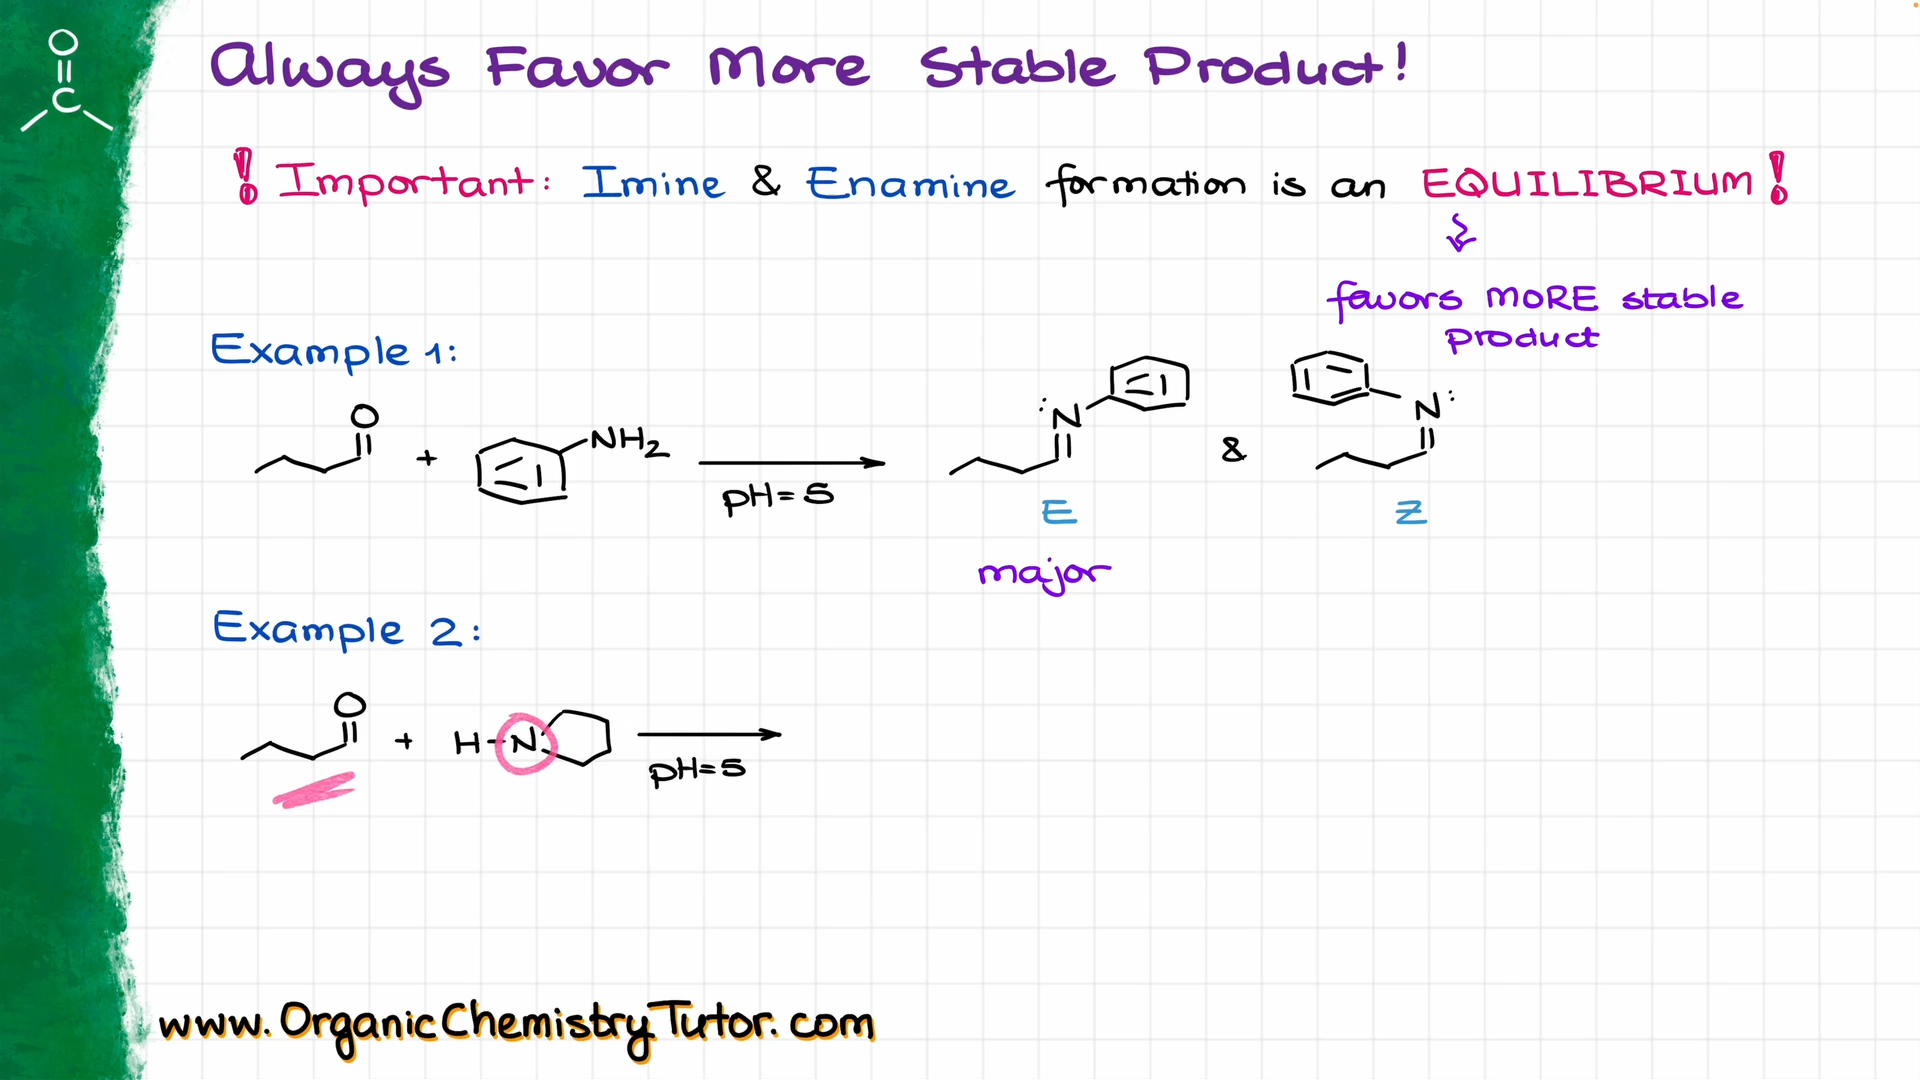 O
C
Always Favor More Stable Product!
! Important: Imine & Enamine formation is an EQUILIBRIUM!
favors MORE stable
product
Example 1:
O + NH2 pH=5 :N & N:
E Z
major
Example 2:
O + H-N: pH=5
www.OrganicChemistryTutor.com